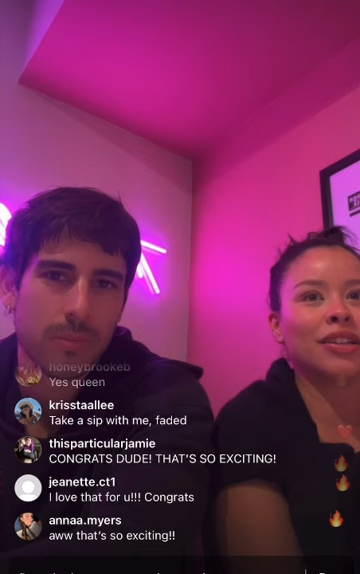 honeybrookeb
Yes queen
krisstaallee
Take a sip with me, faded
thisparticularjamie
CONGRATS DUDE! THAT'S SO EXCITING!
jeanette.ct1
I love that for u!!! Congrats
annaa.myers
aww that's so exciting!!